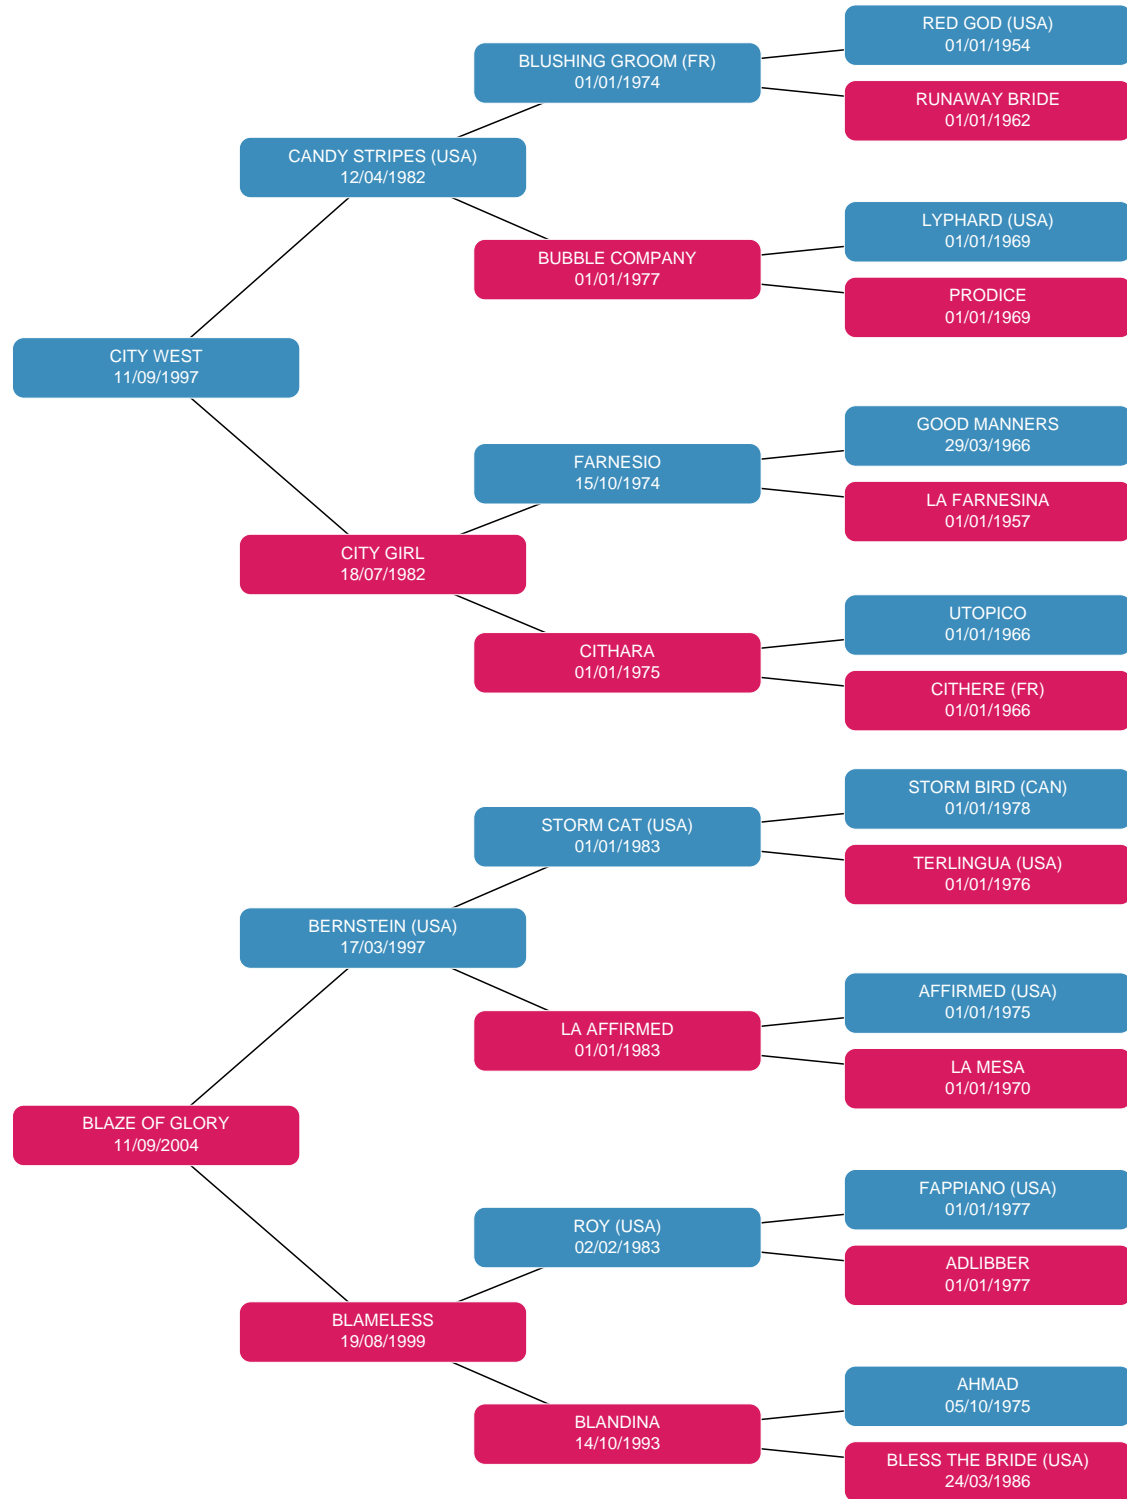 RED GOD (USA)
01/01/1954
BLUSHING GROOM (FR)
01/01/1974
RUNAWAY BRIDE
01/01/1962
CANDY STRIPES (USA)
12/04/1982
LYPHARD (USA)
01/01/1969
BUBBLE COMPANY
01/01/1977
PRODICE
01/01/1969
CITY WEST
11/09/1997
GOOD MANNERS
29/03/1966
FARNESIO
15/10/1974
LA FARNESINA
01/01/1957
CITY GIRL
18/07/1982
UTOPICO
01/01/1966
CITHARA
01/01/1975
CITHERE (FR)
01/01/1966
STORM BIRD (CAN)
01/01/1978
STORM CAT (USA)
01/01/1983
TERLINGUA (USA)
01/01/1976
BERNSTEIN (USA)
17/03/1997
AFFIRMED (USA)
01/01/1975
LA AFFIRMED
01/01/1983
LA MESA
01/01/1970
BLAZE OF GLORY
11/09/2004
FAPPIANO (USA)
01/01/1977
ROY (USA)
02/02/1983
ADLIBBER
01/01/1977
BLAMELESS
19/08/1999
AHMAD
05/10/1975
BLANDINA
14/10/1993
BLESS THE BRIDE (USA)
24/03/1986